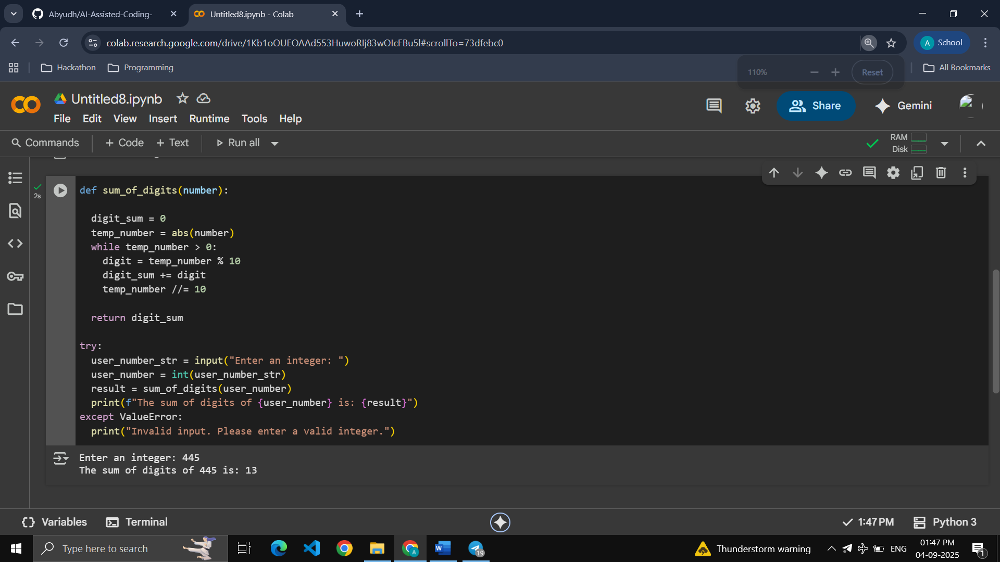 Abyudh/AI-Assisted-Coding-
Untitled8.ipynb - Colab
colab.research.google.com/drive/1Kb1oOUEOAAd553HuwoRIj83wOIcFBu5l#scrollTo=73dfebc0
A School
Hackathon
Programming
All Bookmarks
110%
Reset
Untitled8.ipynb
File Edit View Insert Runtime Tools Help
Share
Gemini
Commands
+ Code
+ Text
Run all
RAM
Disk
2s
def sum_of_digits(number):
digit_sum = 0
temp_number = abs(number)
while temp_number > 0:
digit = temp_number % 10
digit_sum += digit
temp_number //= 10
return digit_sum
try:
user_number_str = input("Enter an integer: ")
user_number = int(user_number_str)
result = sum_of_digits(user_number)
print(f"The sum of digits of {user_number} is: {result}")
except ValueError:
print("Invalid input. Please enter a valid integer.")
Enter an integer: 445
The sum of digits of 445 is: 13
{} Variables
Terminal
1:47 PM
Python 3
Type here to search
A
W
19
Thunderstorm warning
ENG
01:47 PM
04-09-2025
1